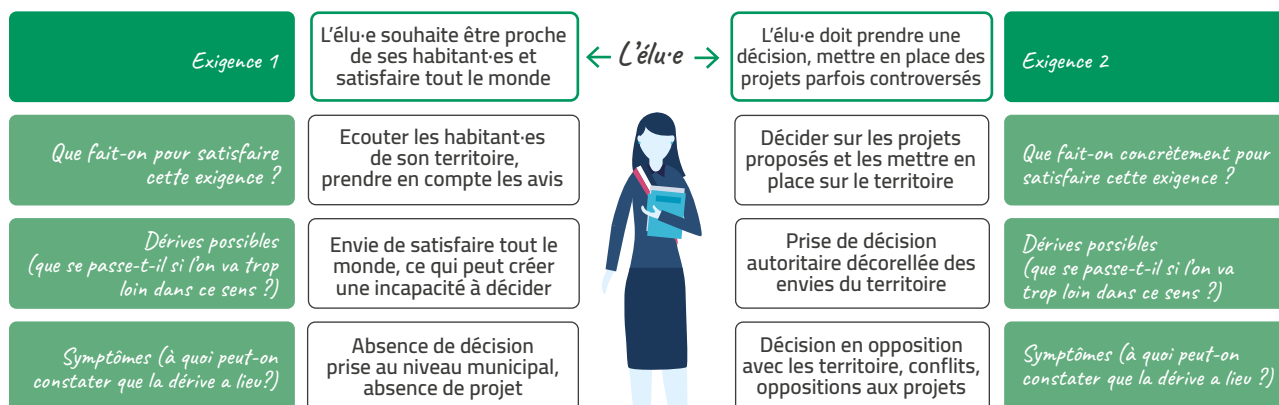 Exigence 1
L'élu·e souhaite être proche
de ses habitant·es et
satisfaire tout le monde
← L'élu·e →
L'élu·e doit prendre une
décision, mettre en place des
projets parfois controversés
Exigence 2
Que fait-on pour satisfaire
cette exigence ?
Ecouter les habitant·es
de son territoire,
prendre en compte les avis
Décider sur les projets
proposés et les mettre en
place sur le territoire
Que fait-on concrètement pour
satisfaire cette exigence ?
Dérives possibles
(que se passe-t-il si l'on va trop
loin dans ce sens ?)
Envie de satisfaire tout le
monde, ce qui peut créer
une incapacité à décider
Prise de décision
autoritaire décorellée des
envies du territoire
Dérives possibles
(que se passe-t-il si l'on va
trop loin dans ce sens ?)
Symptômes (à quoi peut-on
constater que la dérive a lieu?)
Absence de décision
prise au niveau municipal,
absence de projet
Décision en opposition
avec les territoire, conflits,
oppositions aux projets
Symptômes (à quoi peut-on
constater que la dérive a lieu ?)